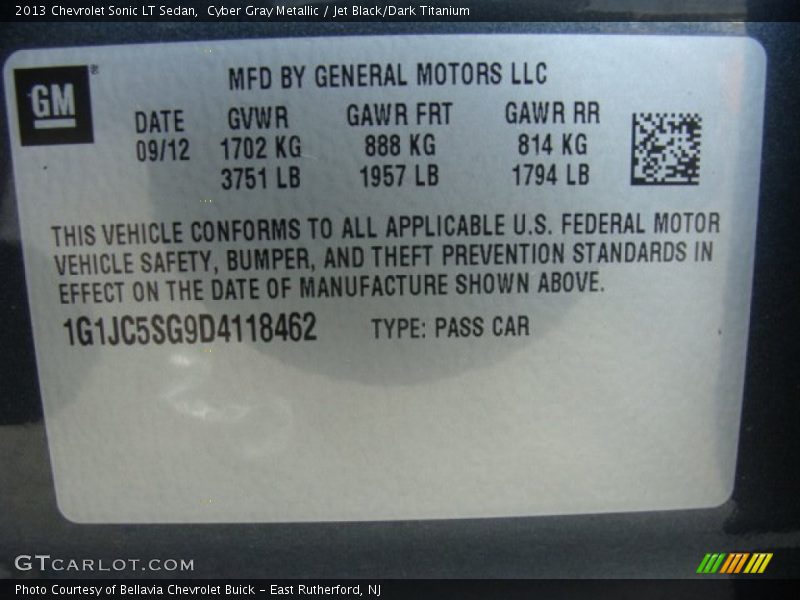 2013 Chevrolet Sonic LT Sedan,  Cyber Gray Metallic / Jet Black/Dark Titanium
GM ®
MFD BY GENERAL MOTORS LLC
DATE GVWR GAWR FRT GAWR RR
09/12 1702 KG 888 KG 814 KG
3751 LB 1957 LB 1794 LB
THIS VEHICLE CONFORMS TO ALL APPLICABLE U.S. FEDERAL MOTOR
VEHICLE SAFETY, BUMPER, AND THEFT PREVENTION STANDARDS IN
EFFECT ON THE DATE OF MANUFACTURE SHOWN ABOVE.
1G1JC5SG9D4118462 TYPE: PASS CAR
GTCARLOT.COM
Photo Courtesy of Bellavia Chevrolet Buick – East Rutherford, NJ